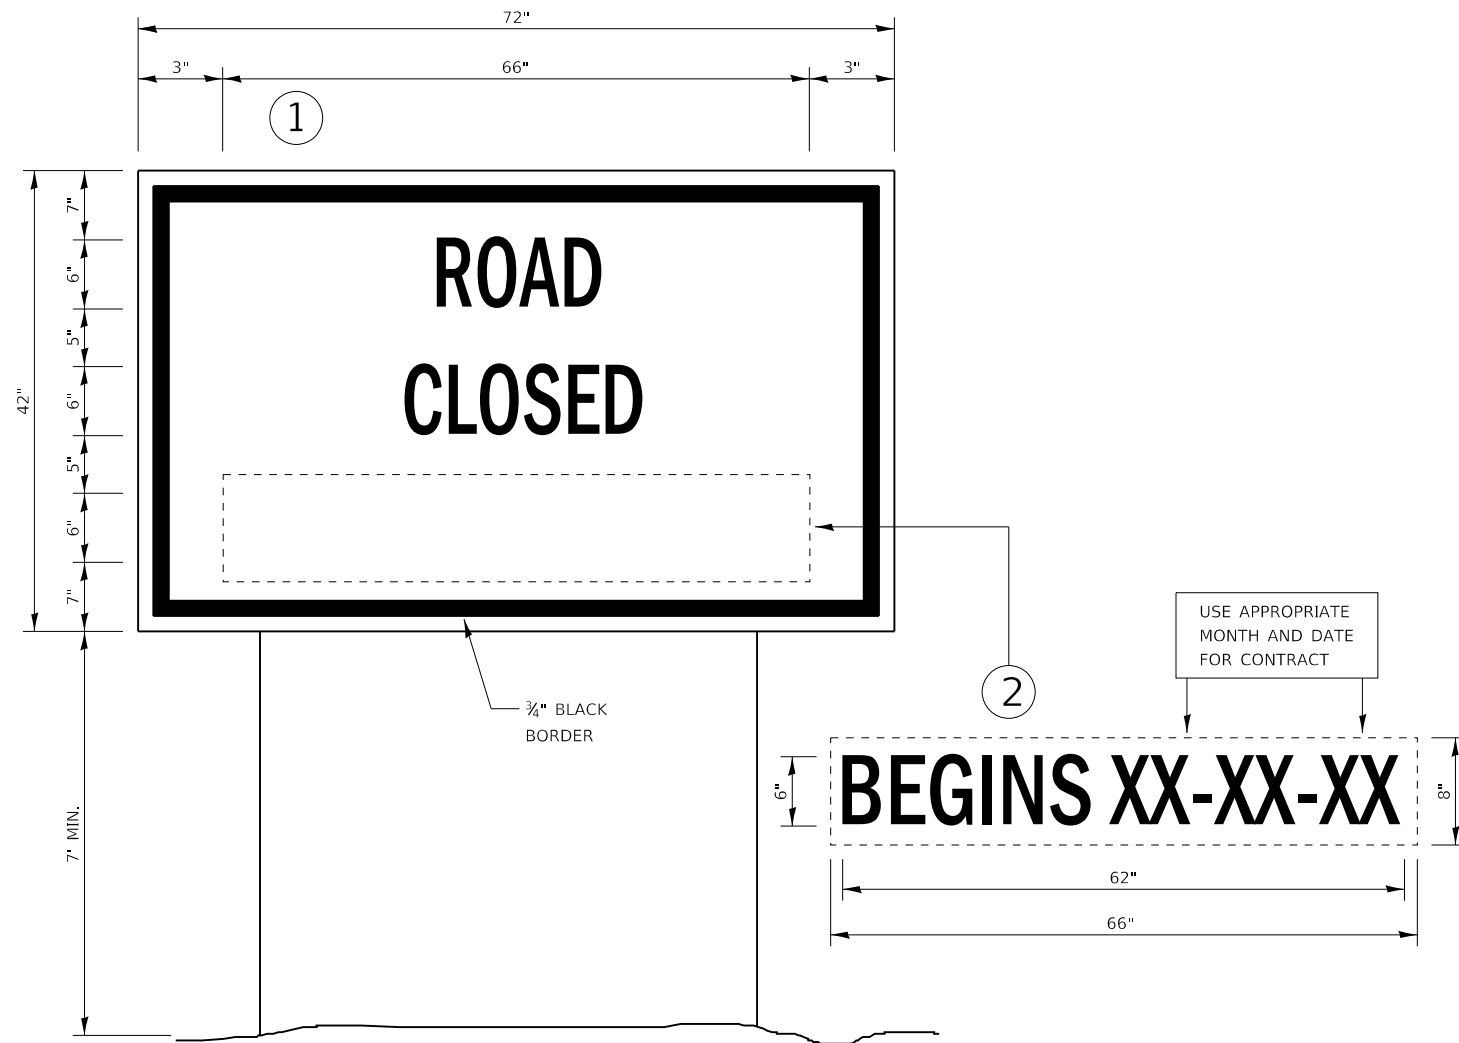 72"
3"
66"
3"
1
7"
6"
5"
6"
5"
6"
7"
42"
ROAD
CLOSED
2
¾" BLACK
BORDER
7' MIN.
USE APPROPRIATE
MONTH AND DATE
FOR CONTRACT
6"
BEGINS XX-XX-XX
8"
62"
66"